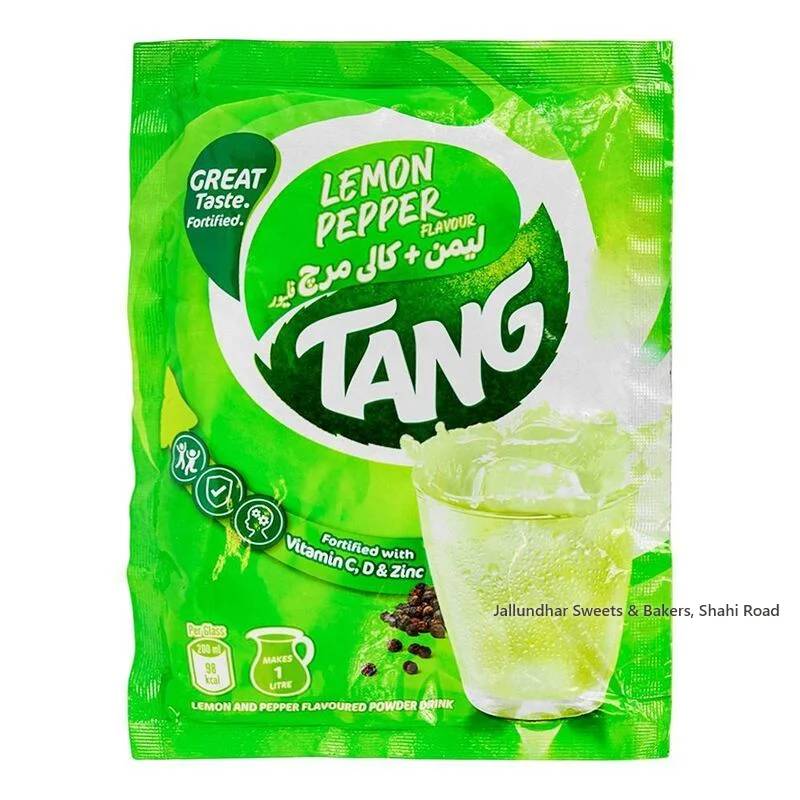 GREAT
Taste.
Fortified.
LEMON
PEPPER
FLAVOUR
لیمن + کالی مرچ
فلیور
TANG
Fortified with
Vitamin C, D & Zinc
Jallundhar Sweets & Bakers, Shahi Road
Per Glass
200 ml
98
kcal
MAKES
1
LITRE
LEMON AND PEPPER FLAVOURED POWDER DRINK